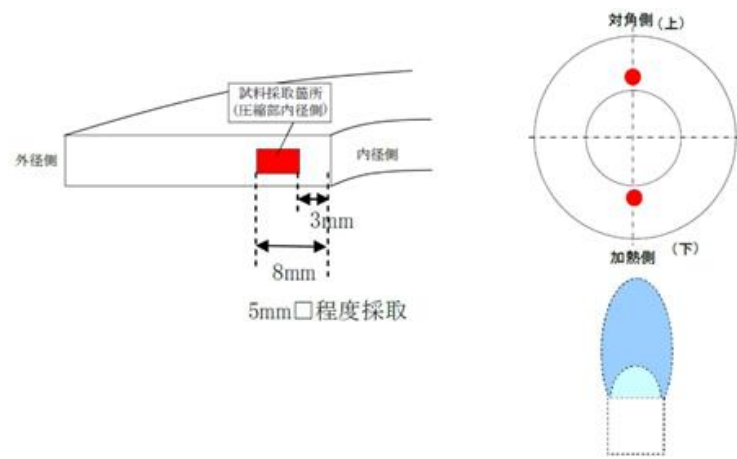 試料採取箇所
(圧縮部内径側)
外径側
内径側
3mm
8mm
5mm□程度採取
対角側(上)
(下)
加熱側